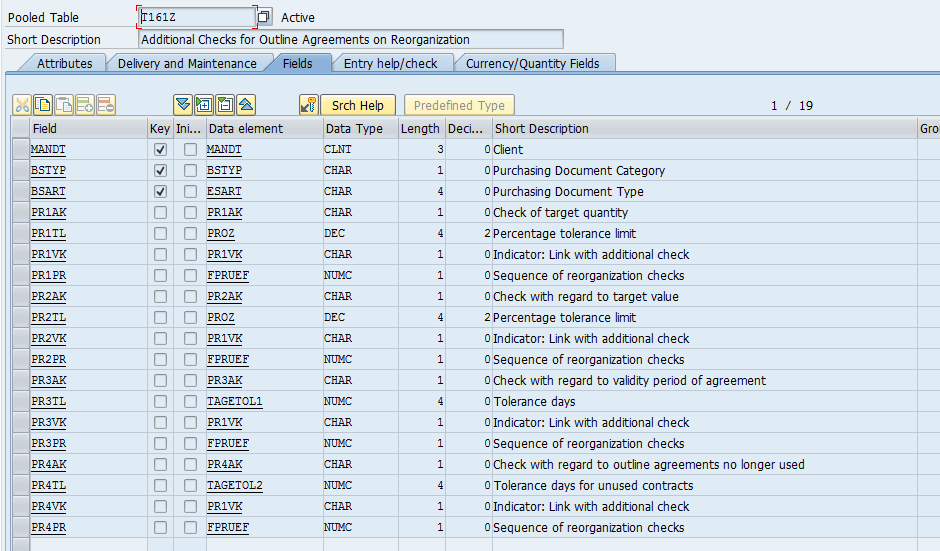 Pooled Table T161Z Active
Short Description Additional Checks for Outline Agreements on Reorganization
Attributes Delivery and Maintenance Fields Entry help/check Currency/Quantity Fields
Srch Help Predefined Type 1 / 19
Field Key Ini... Data element Data Type Length Deci... Short Description Gro
MANDT MANDT CLNT 3 0 Client
BSTYP BSTYP CHAR 1 0 Purchasing Document Category
BSART ESART CHAR 4 0 Purchasing Document Type
PR1AK PR1AK CHAR 1 0 Check of target quantity
PR1TL PROZ DEC 4 2 Percentage tolerance limit
PR1VK PR1VK CHAR 1 0 Indicator: Link with additional check
PR1PR FPRUEF NUMC 1 0 Sequence of reorganization checks
PR2AK PR2AK CHAR 1 0 Check with regard to target value
PR2TL PROZ DEC 4 2 Percentage tolerance limit
PR2VK PR1VK CHAR 1 0 Indicator: Link with additional check
PR2PR FPRUEF NUMC 1 0 Sequence of reorganization checks
PR3AK PR3AK CHAR 1 0 Check with regard to validity period of agreement
PR3TL TAGETOL1 NUMC 4 0 Tolerance days
PR3VK PR1VK CHAR 1 0 Indicator: Link with additional check
PR3PR FPRUEF NUMC 1 0 Sequence of reorganization checks
PR4AK PR4AK CHAR 1 0 Check with regard to outline agreements no longer used
PR4TL TAGETOL2 NUMC 4 0 Tolerance days for unused contracts
PR4VK PR1VK CHAR 1 0 Indicator: Link with additional check
PR4PR FPRUEF NUMC 1 0 Sequence of reorganization checks